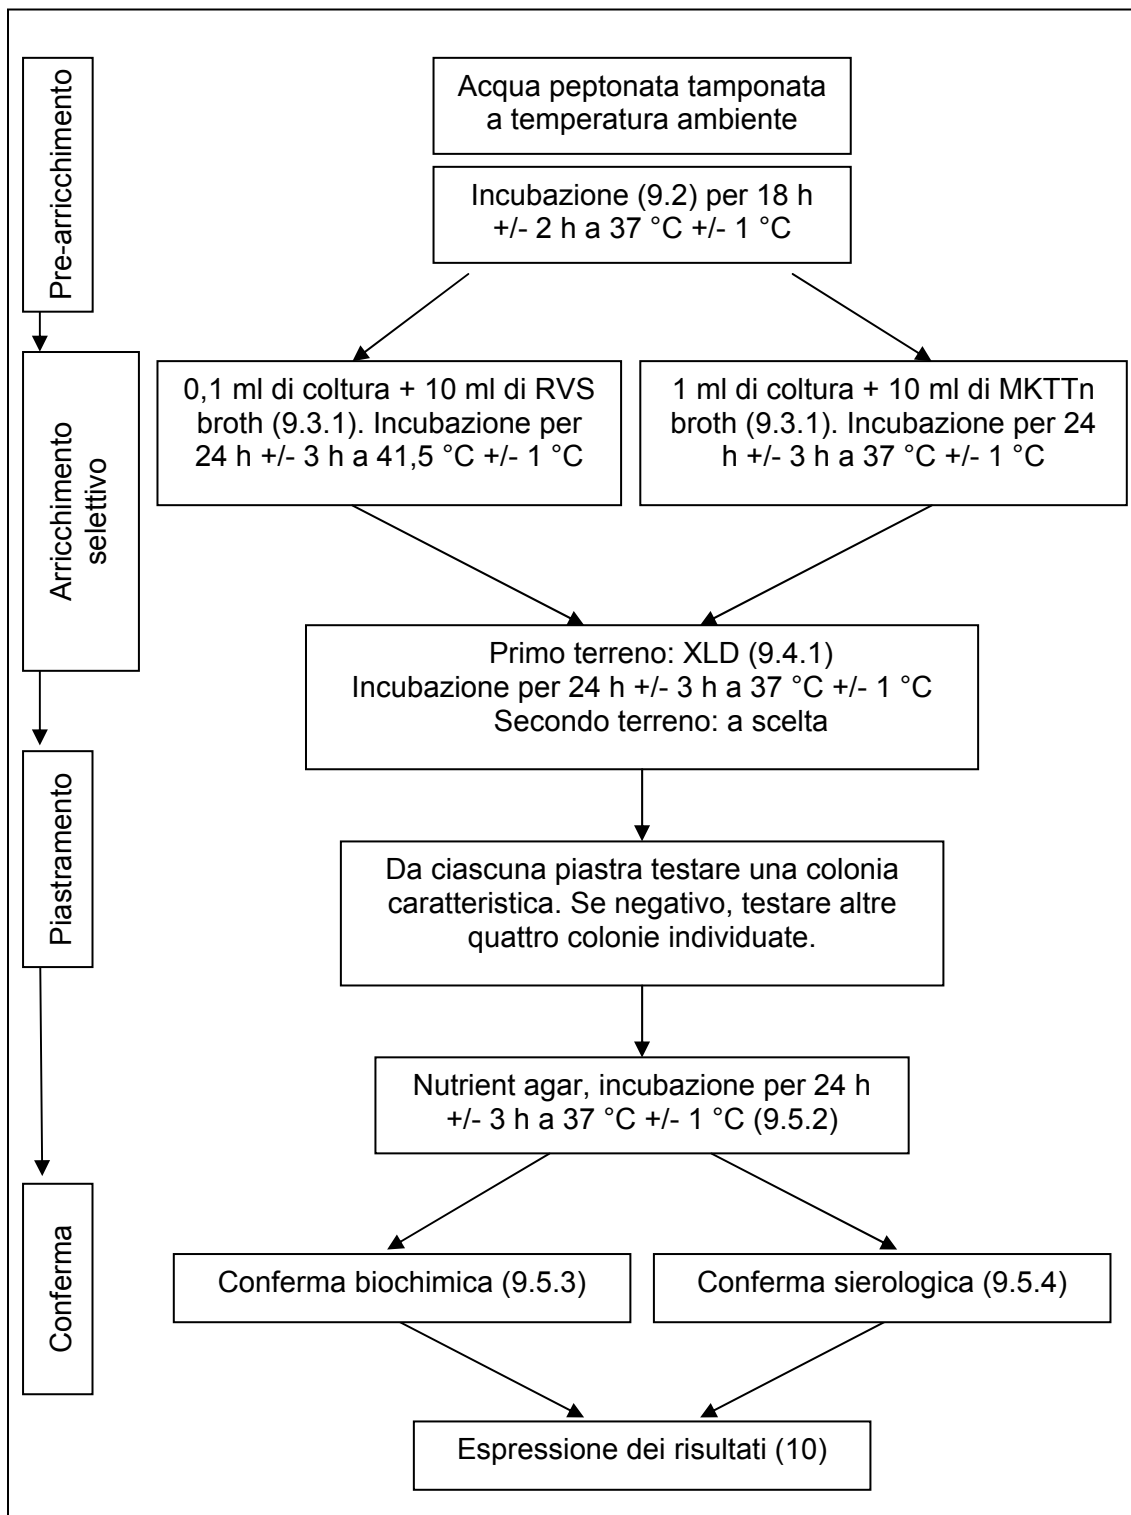 Pre-arricchimento
Acqua peptonata tamponata
a temperatura ambiente
Incubazione (9.2) per 18 h
+/- 2 h a 37 °C +/- 1 °C
Arricchimento
selettivo
0,1 ml di coltura + 10 ml di RVS
broth (9.3.1). Incubazione per
24 h +/- 3 h a 41,5 °C +/- 1 °C
1 ml di coltura + 10 ml di MKTTn
broth (9.3.1). Incubazione per 24
h +/- 3 h a 37 °C +/- 1 °C
Primo terreno: XLD (9.4.1)
Incubazione per 24 h +/- 3 h a 37 °C +/- 1 °C
Secondo terreno: a scelta
Piastramento
Da ciascuna piastra testare una colonia
caratteristica. Se negativo, testare altre
quattro colonie individuate.
Nutrient agar, incubazione per 24 h
+/- 3 h a 37 °C +/- 1 °C (9.5.2)
Conferma
Conferma biochimica (9.5.3)
Conferma sierologica (9.5.4)
Espressione dei risultati (10)